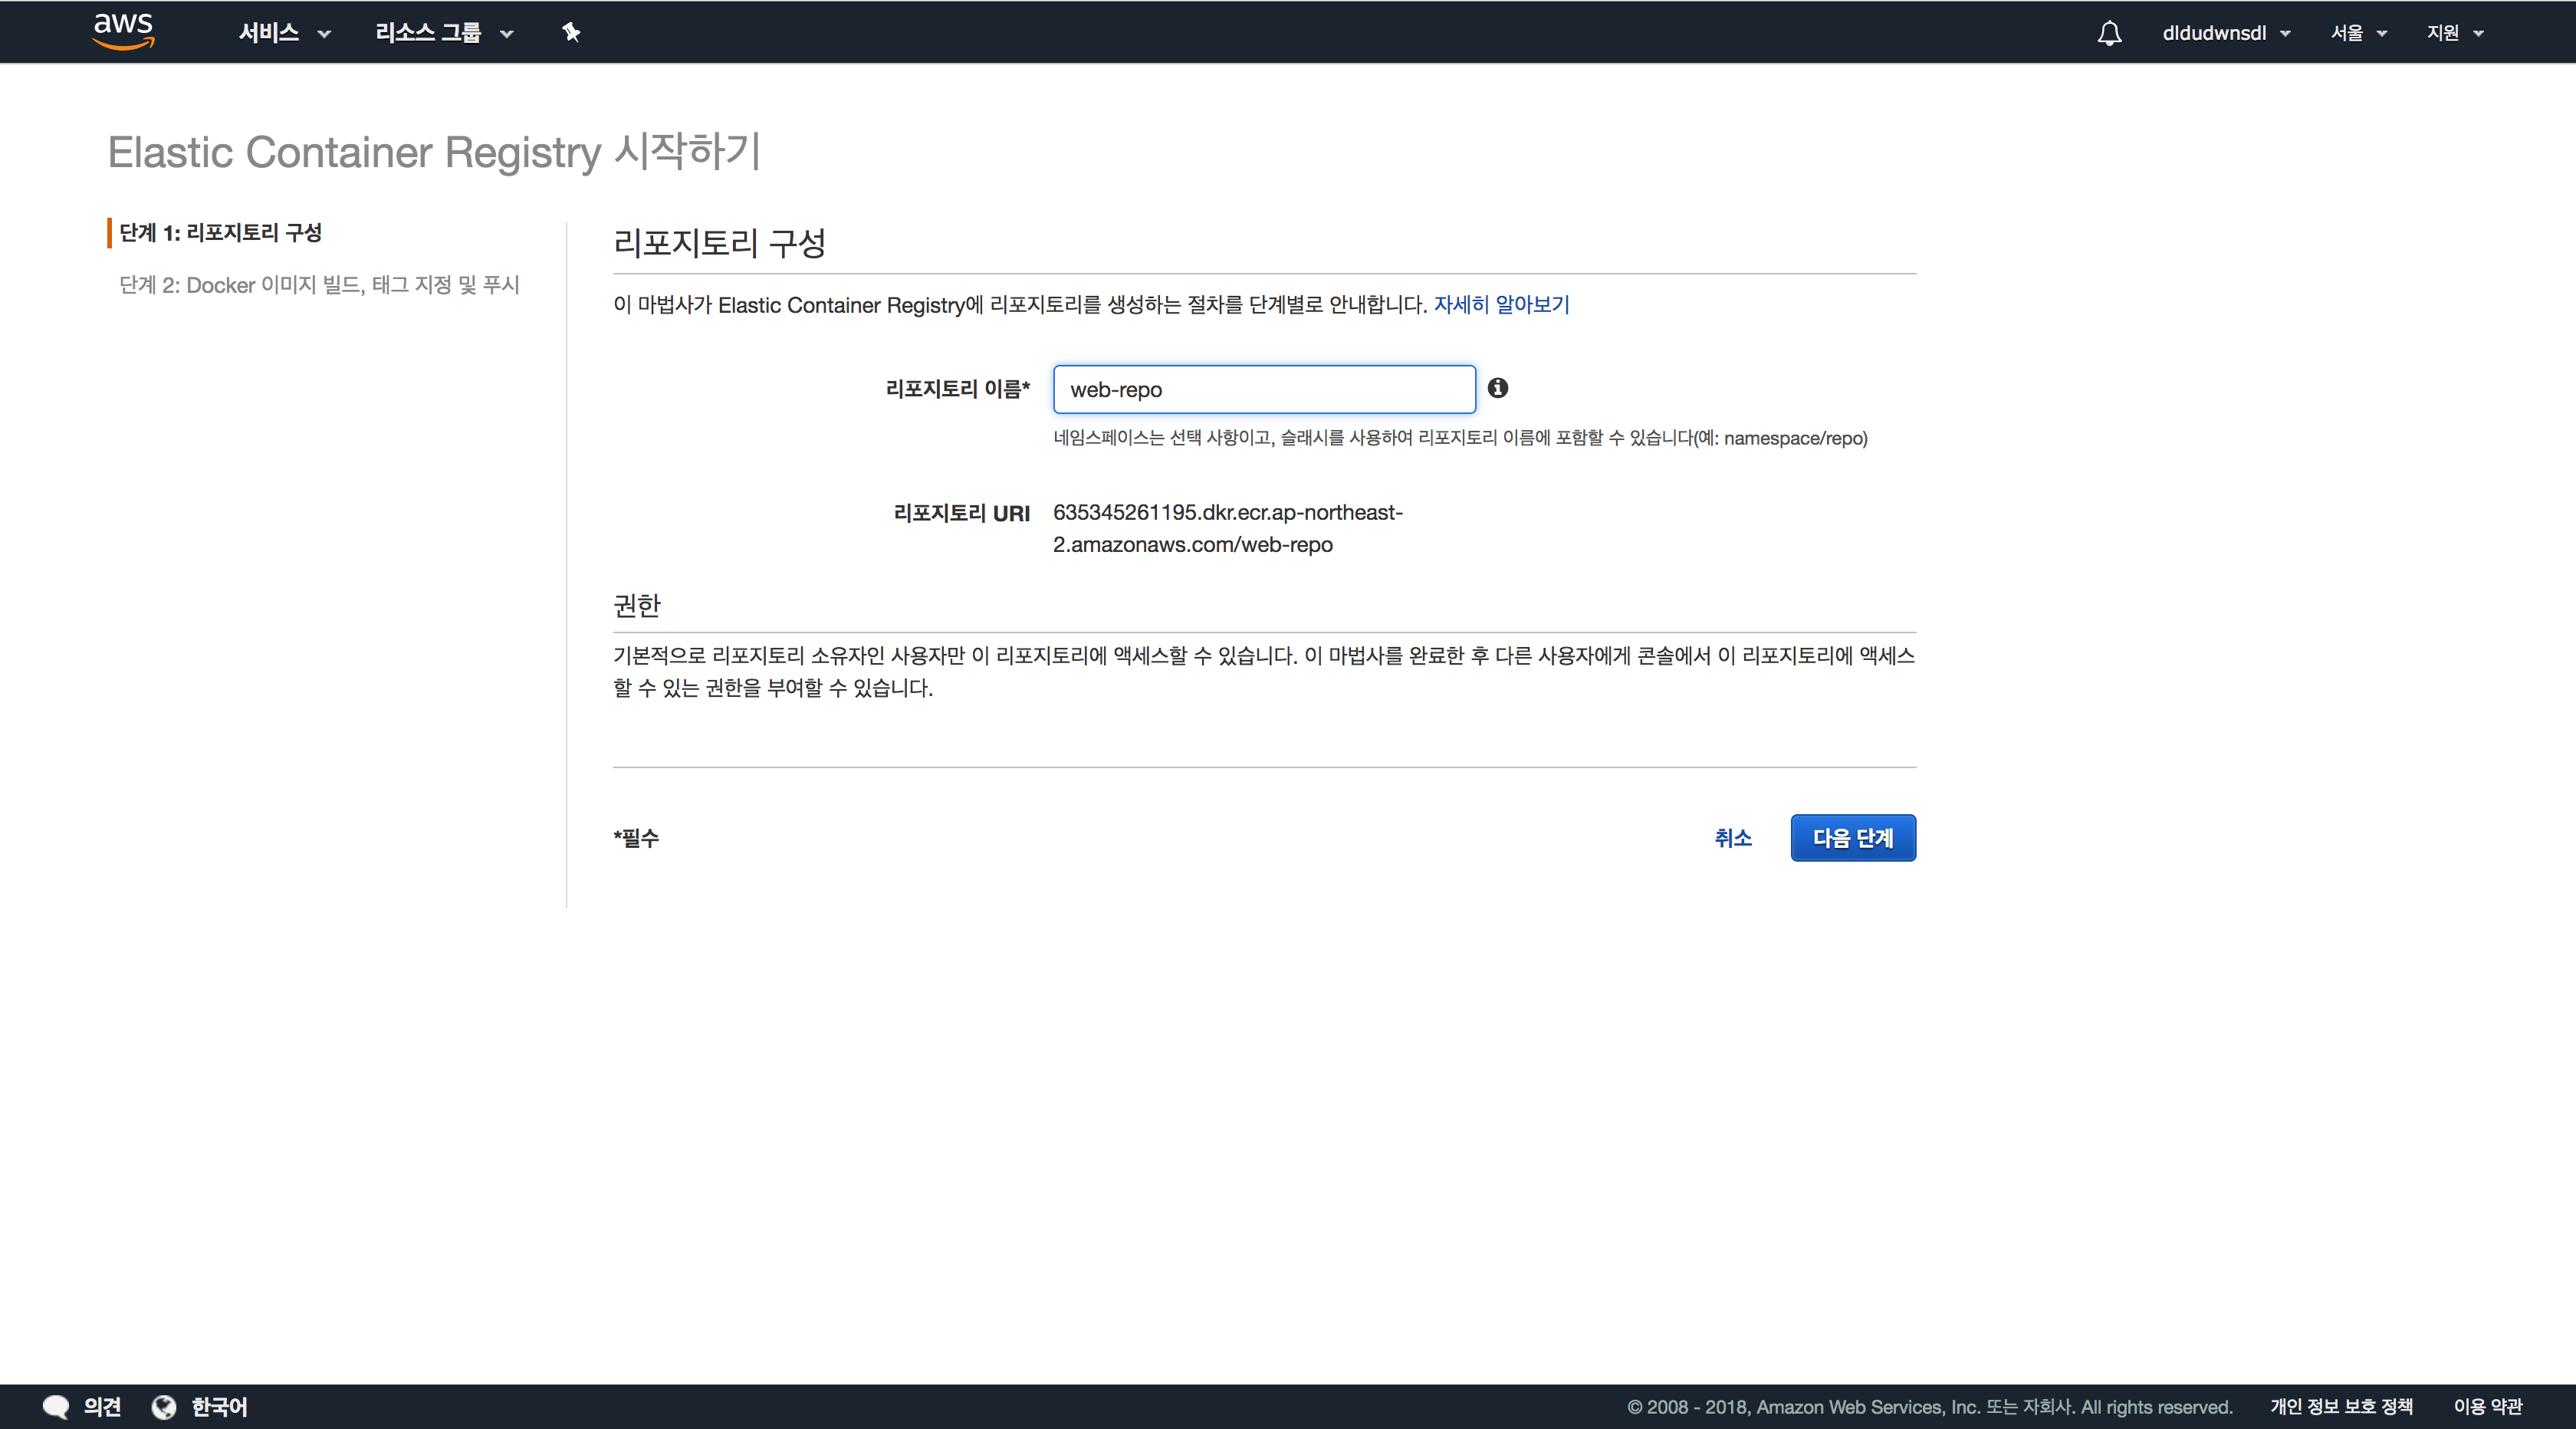 aws 서비스 리소스 그룹 dldudwnsdl 서울 지원
Elastic Container Registry 시작하기
단계 1: 리포지토리 구성
단계 2: Docker 이미지 빌드, 태그 지정 및 푸시
리포지토리 구성
이 마법사가 Elastic Container Registry에 리포지토리를 생성하는 절차를 단계별로 안내합니다. 자세히 알아보기
리포지토리 이름* web-repo
네임스페이스는 선택 사항이고, 슬래시를 사용하여 리포지토리 이름에 포함할 수 있습니다(예: namespace/repo)
리포지토리 URI 635345261195.dkr.ecr.ap-northeast-
2.amazonaws.com/web-repo
권한
기본적으로 리포지토리 소유자인 사용자만 이 리포지토리에 액세스할 수 있습니다. 이 마법사를 완료한 후 다른 사용자에게 콘솔에서 이 리포지토리에 액세스
할 수 있는 권한을 부여할 수 있습니다.
*필수 취소 다음 단계
의견 한국어 © 2008 - 2018, Amazon Web Services, Inc. 또는 자회사. All rights reserved. 개인 정보 보호 정책 이용 약관